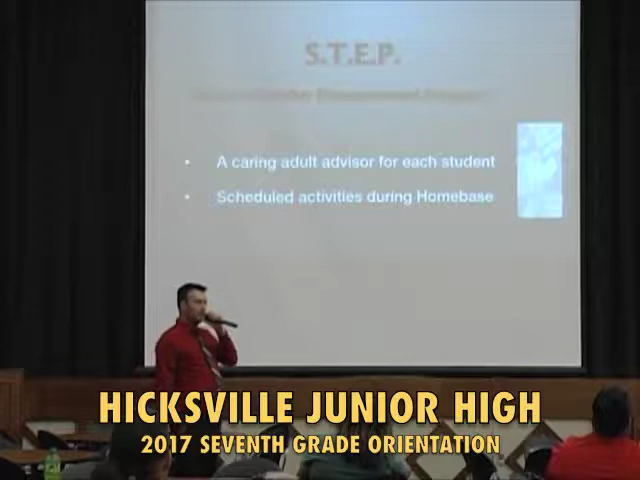 S.T.E.P.
• A caring adult advisor for each student
• Scheduled activities during Homebase
HICKSVILLE JUNIOR HIGH
2017 SEVENTH GRADE ORIENTATION